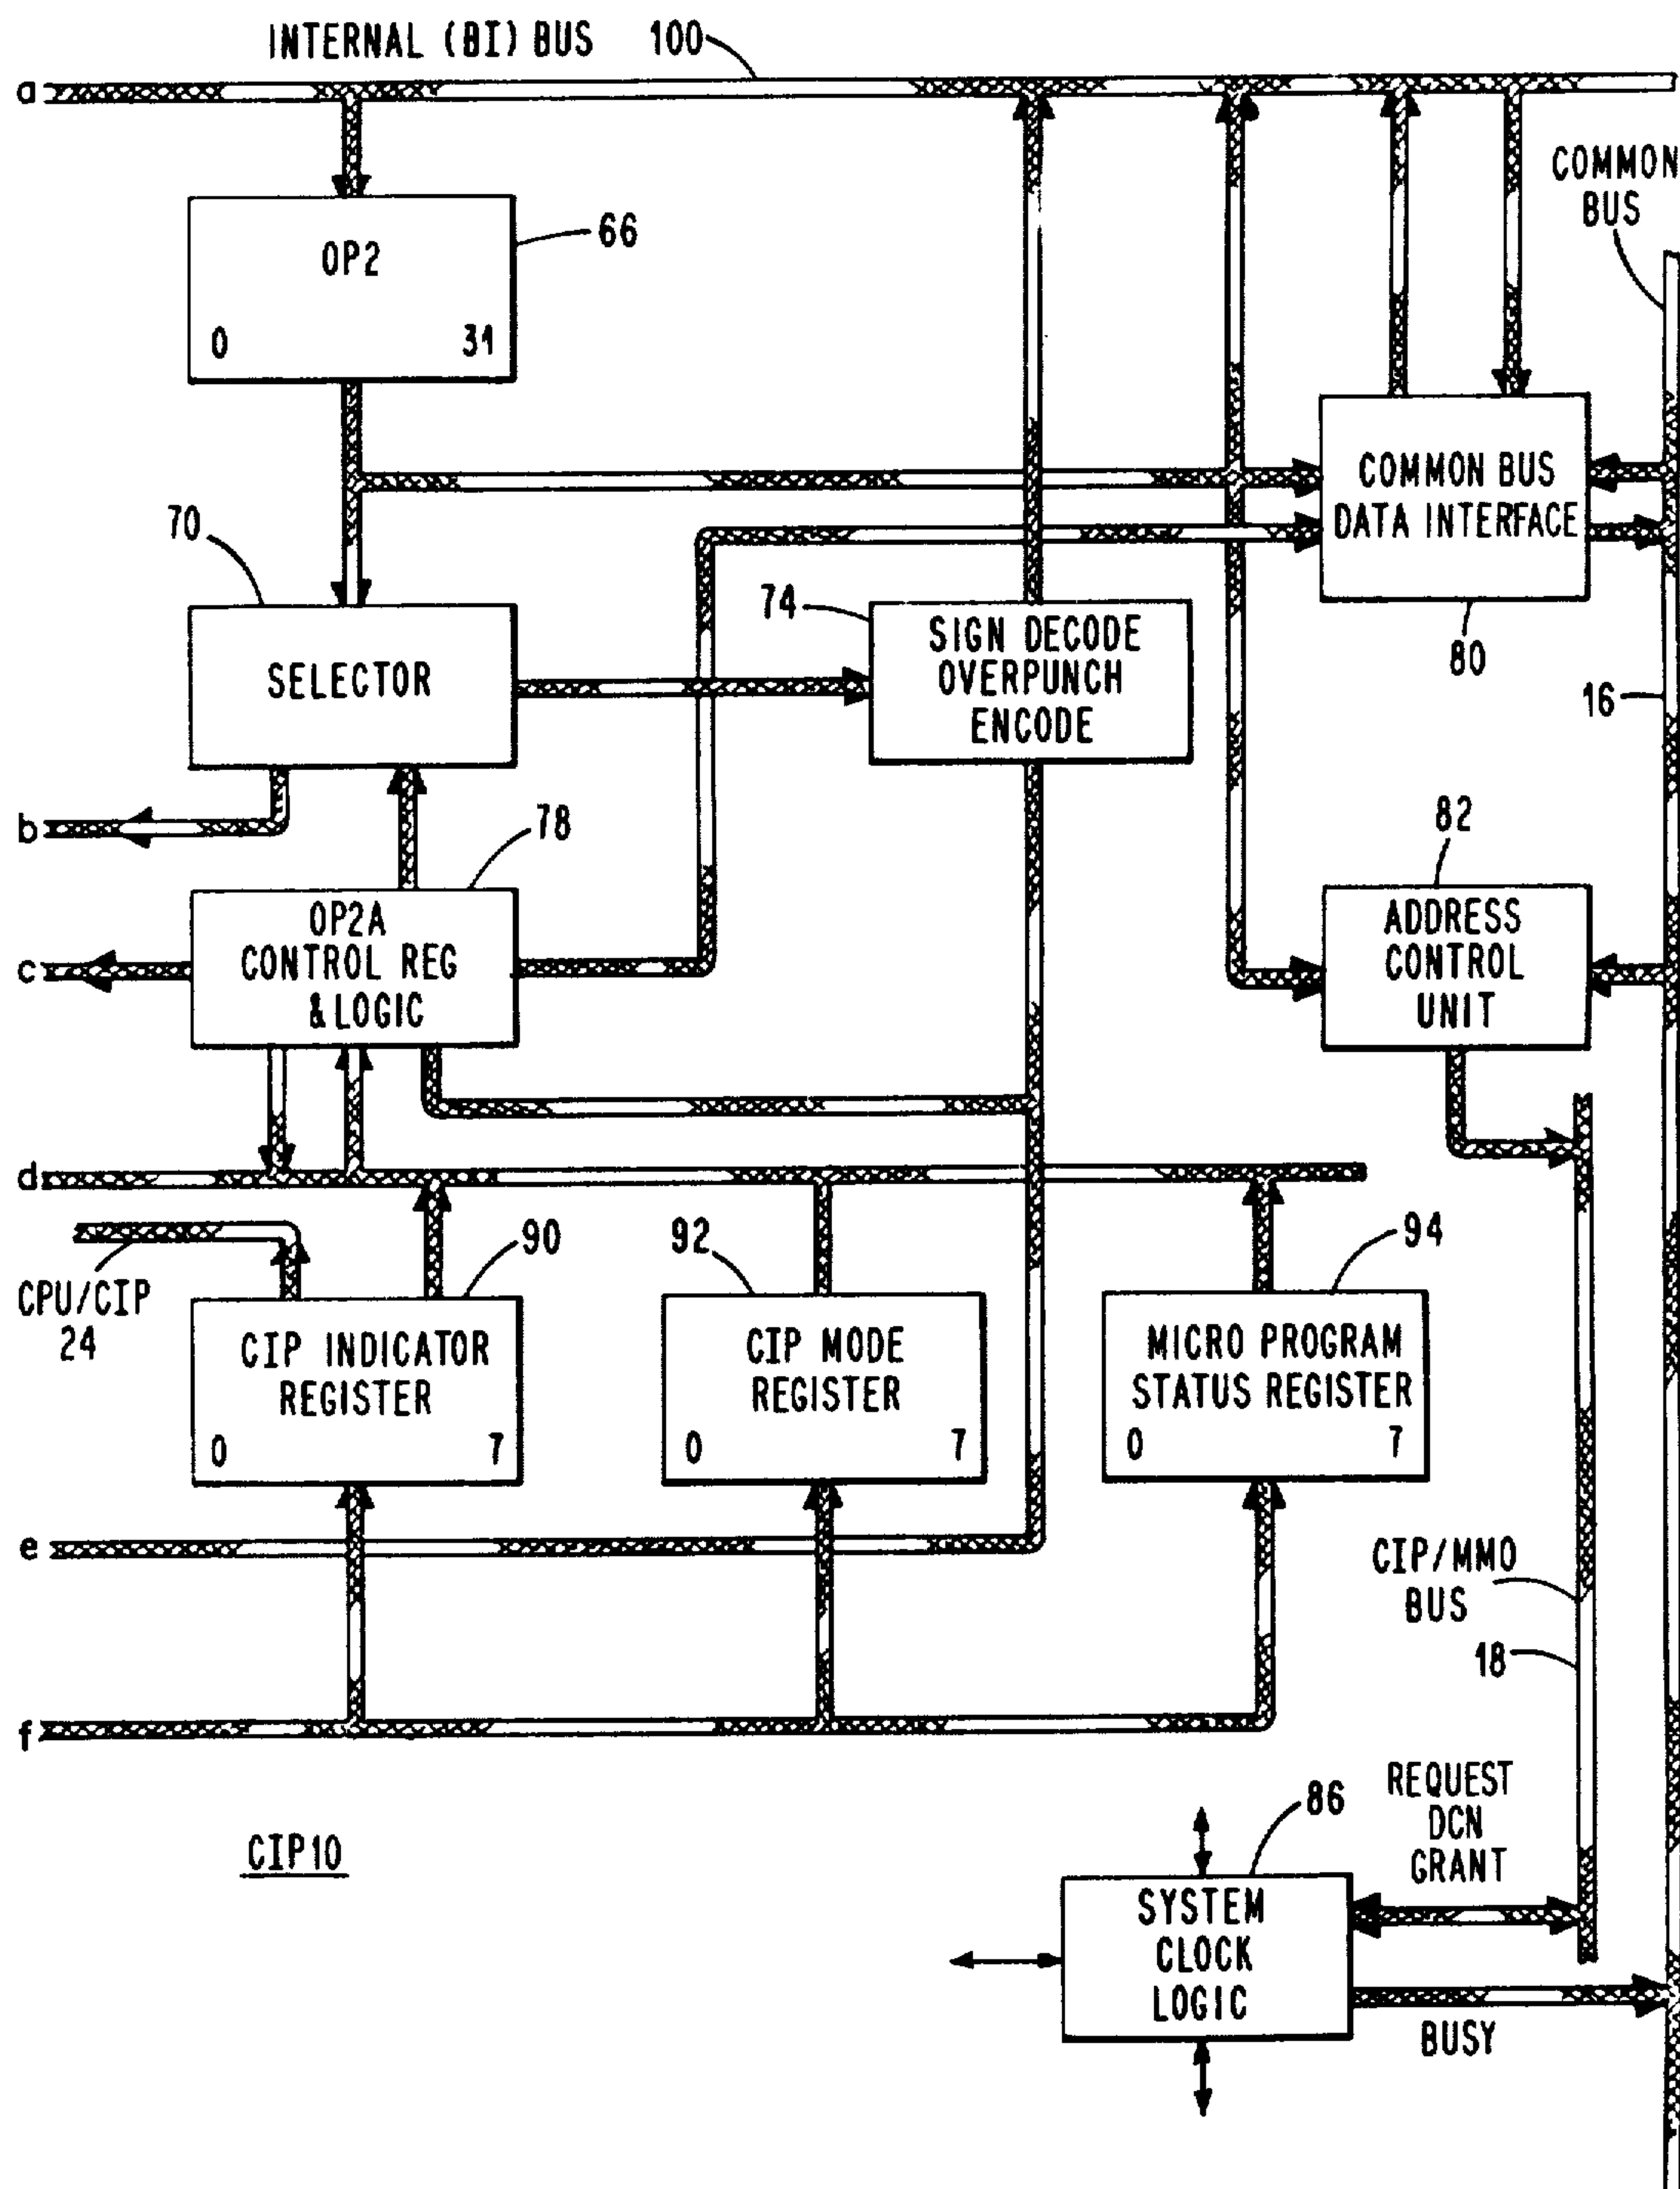 INTERNAL (BI) BUS 100
a
COMMON
BUS
OP2
66
0 31
COMMON BUS
DATA INTERFACE
80
70
SELECTOR
74
SIGN DECODE
OVERPUNCH
ENCODE
16
b
78
82
OP2A
CONTROL REG
& LOGIC
c
ADDRESS
CONTROL
UNIT
d
CPU/CIP
24
90
CIP INDICATOR
REGISTER
0 7
92
CIP MODE
REGISTER
0 7
94
MICRO PROGRAM
STATUS REGISTER
0 7
e
CIP/MMO
BUS
18
f
CIP10
86
REQUEST
DCN
GRANT
SYSTEM
CLOCK
LOGIC
BUSY